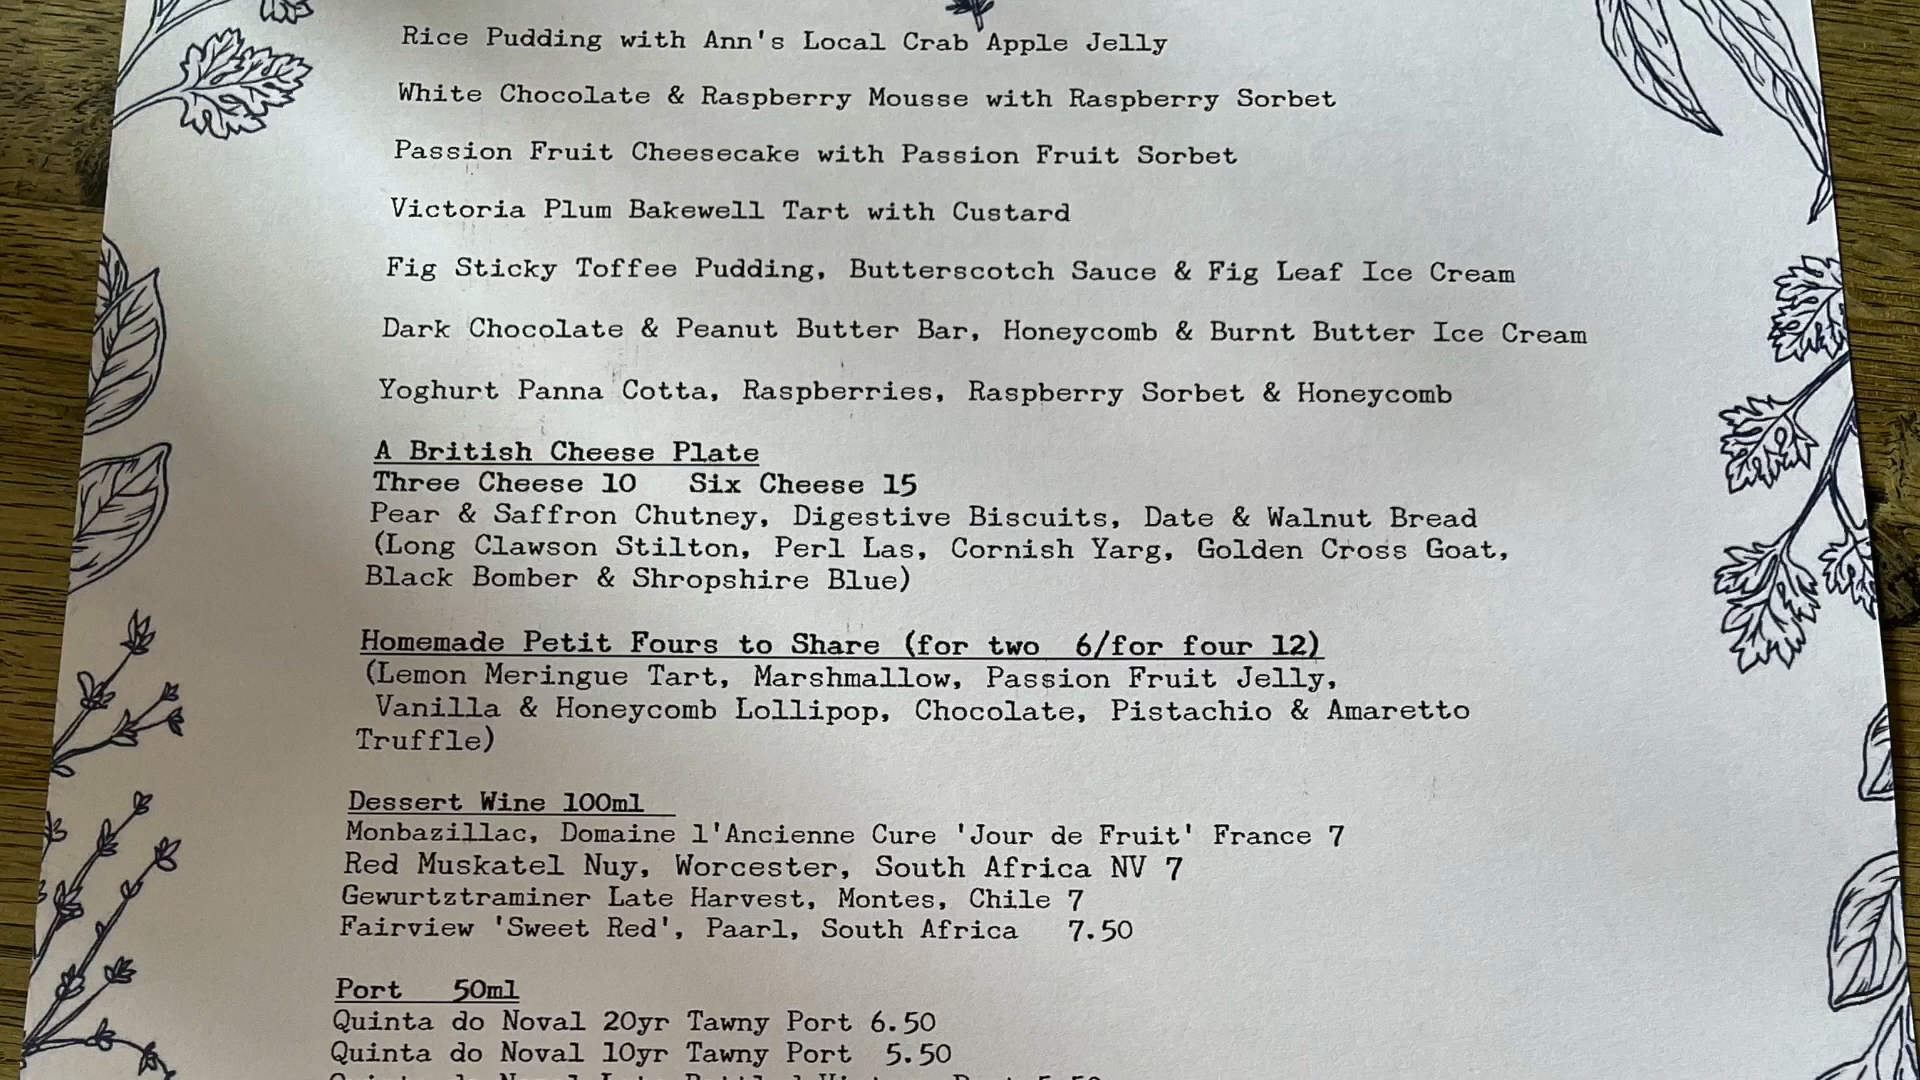 Rice Pudding with Ann's Local Crab Apple Jelly
White Chocolate & Raspberry Mousse with Raspberry Sorbet
Passion Fruit Cheesecake with Passion Fruit Sorbet
Victoria Plum Bakewell Tart with Custard
Fig Sticky Toffee Pudding, Butterscotch Sauce & Fig Leaf Ice Cream
Dark Chocolate & Peanut Butter Bar, Honeycomb & Burnt Butter Ice Cream
Yoghurt Panna Cotta, Raspberries, Raspberry Sorbet & Honeycomb
A British Cheese Plate
Three Cheese 10 Six Cheese 15
Pear & Saffron Chutney, Digestive Biscuits, Date & Walnut Bread
(Long Clawson Stilton, Perl Las, Cornish Yarg, Golden Cross Goat,
Black Bomber & Shropshire Blue)
Homemade Petit Fours to Share (for two 6/for four 12)
(Lemon Meringue Tart, Marshmallow, Passion Fruit Jelly,
Vanilla & Honeycomb Lollipop, Chocolate, Pistachio & Amaretto
Truffle)
Dessert Wine 100ml
Monbazillac, Domaine l'Ancienne Cure 'Jour de Fruit' France 7
Red Muskatel Nuy, Worcester, South Africa NV 7
Gewurtztraminer Late Harvest, Montes, Chile 7
Fairview 'Sweet Red', Paarl, South Africa 7.50
Port 50ml
Quinta do Noval 20yr Tawny Port 6.50
Quinta do Noval 10yr Tawny Port 5.50